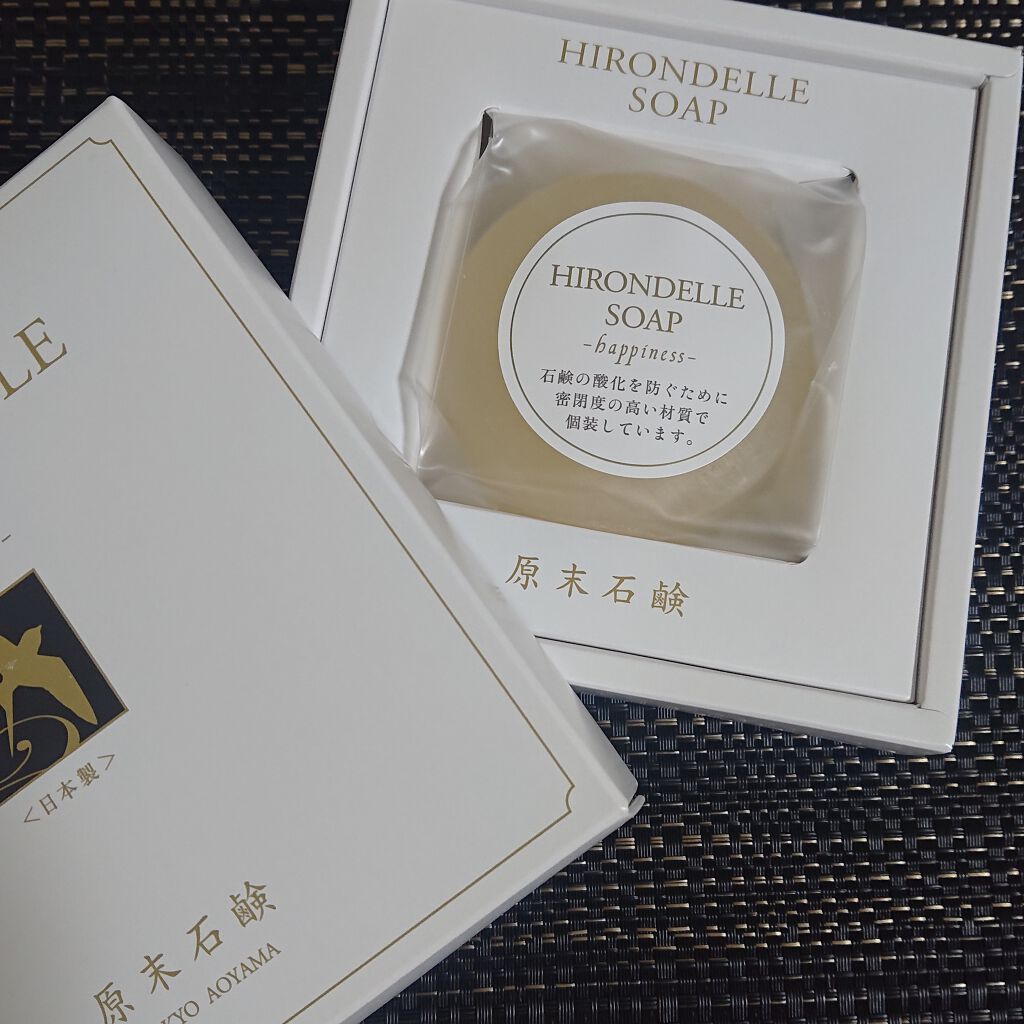 HIRONDELLE
SOAP
HIRONDELLE
SOAP
-happiness-
石鹸の酸化を防ぐために
密閉度の高い材質で
個装しています。
原末石鹸
LE
<日本製>
原末石鹸
KYO AOYAMA